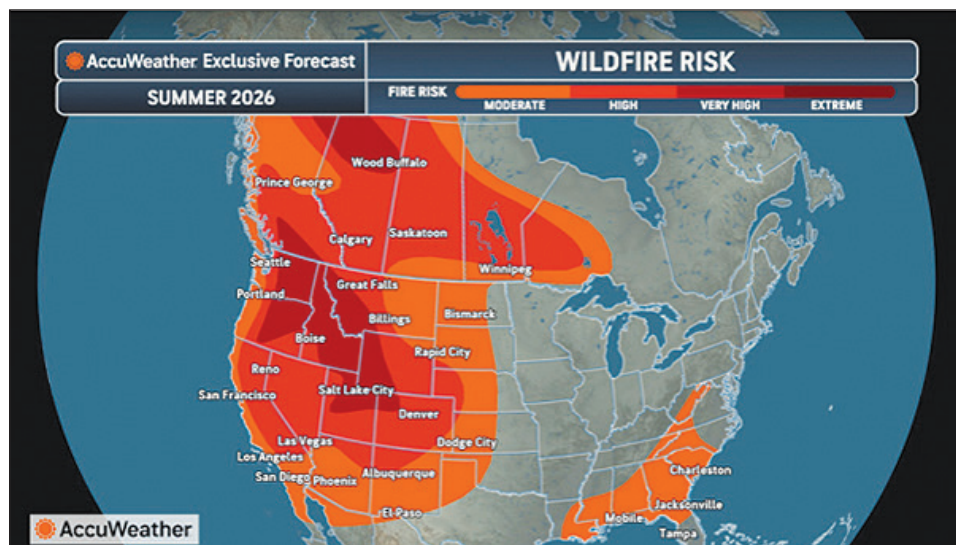 AccuWeather Exclusive Forecast
WILDFIRE RISK
SUMMER 2026
FIRE RISK
MODERATE HIGH VERY HIGH EXTREME
Wood Buffalo
Prince George
Calgary
Saskatoon
Seattle
Winnipeg
Great Falls
Portland
Billings
Bismarck
Boise
Rapid City
Reno
Salt Lake City
San Francisco
Denver
Las Vegas
Dodge City
Los Angeles
San Diego
Phoenix
Albuquerque
Charleston
El Paso
Jacksonville
Mobile
Tampa
AccuWeather